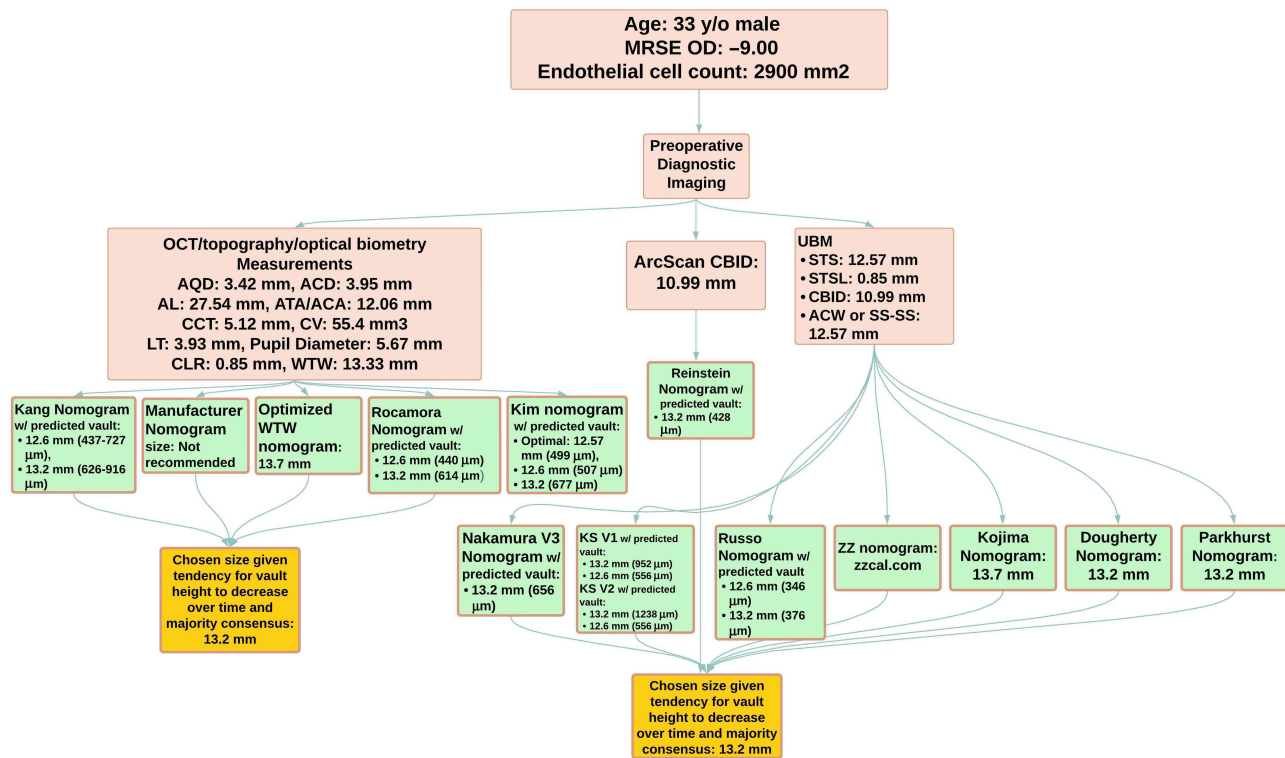 Age: 33 y/o male
MRSE OD: –9.00
Endothelial cell count: 2900 mm2
Preoperative
Diagnostic
Imaging
OCT/topography/optical biometry
Measurements
AQD: 3.42 mm, ACD: 3.95 mm
AL: 27.54 mm, ATA/ACA: 12.06 mm
CCT: 5.12 mm, CV: 55.4 mm3
LT: 3.93 mm, Pupil Diameter: 5.67 mm
CLR: 0.85 mm, WTW: 13.33 mm
ArcScan CBID:
10.99 mm
UBM
• STS: 12.57 mm
• STSL: 0.85 mm
• CBID: 10.99 mm
• ACW or SS-SS:
12.57 mm
Kang Nomogram
w/ predicted vault:
• 12.6 mm (437-727
µm),
• 13.2 mm (626-916
µm)
Manufacturer
Nomogram
size: Not
recommended
Optimized
WTW
nomogram:
13.7 mm
Rocamora
Nomogram w/
predicted vault:
• 12.6 mm (440 µm)
• 13.2 mm (614 µm)
Kim nomogram
w/ predicted vault:
• Optimal: 12.57
mm (499 µm),
• 12.6 mm (507 µm)
• 13.2 (677 µm)
Reinstein
Nomogram w/
predicted vault:
• 13.2 mm (428
µm)
Chosen size given
tendency for vault
height to decrease
over time and
majority consensus:
13.2 mm
Nakamura V3
Nomogram w/
predicted vault:
• 13.2 mm (656
µm)
KS V1 w/ predicted
vault:
• 13.2 mm (952 µm)
• 12.6 mm (556 µm)
KS V2 w/ predicted
vault:
• 13.2 mm (1238 µm)
• 12.6 mm (556 µm)
Russo
Nomogram w/
predicted vault
• 12.6 mm (346
µm)
• 13.2 mm (376
µm)
ZZ nomogram:
zzcal.com
Kojima
Nomogram:
13.7 mm
Dougherty
Nomogram:
13.2 mm
Parkhurst
Nomogram:
13.2 mm
Chosen size given
tendency for vault
height to decrease
over time and majority
consensus: 13.2 mm